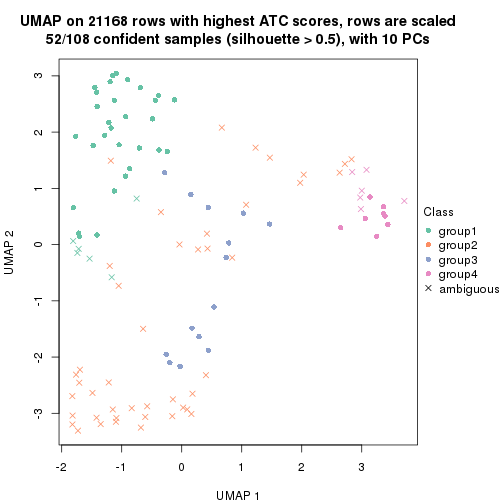 UMAP on 21168 rows with highest ATC scores, rows are scaled
52/108 confident samples (silhouette > 0.5), with 10 PCs
3
2
1
0
-1
-2
-3
UMAP 2
-2
-1
0
1
2
3
UMAP 1
Class
group1
group2
group3
group4
ambiguous